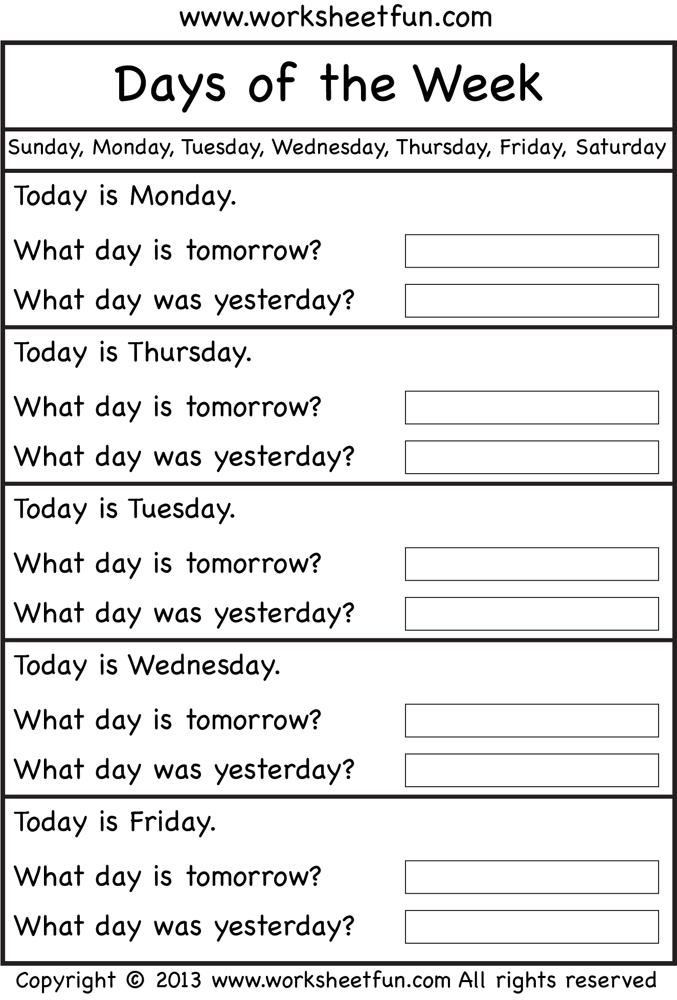 www.worksheetfun.com
Days of the Week
Sunday, Monday, Tuesday, Wednesday, Thursday, Friday, Saturday
Today is Monday.
What day is tomorrow?
What day was yesterday?
Today is Thursday.
What day is tomorrow?
What day was yesterday?
Today is Tuesday.
What day is tomorrow?
What day was yesterday?
Today is Wednesday.
What day is tomorrow?
What day was yesterday?
Today is Friday.
What day is tomorrow?
What day was yesterday?
Copyright © 2013 www.worksheetfun.com All rights reserved